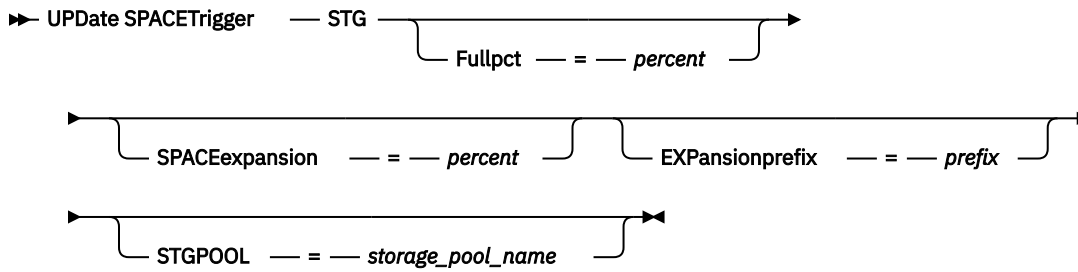 UPDate SPACETrigger STG
Fullpct = percent
SPACEexpansion = percent EXPansionprefix = prefix
STGPOOL = storage_pool_name